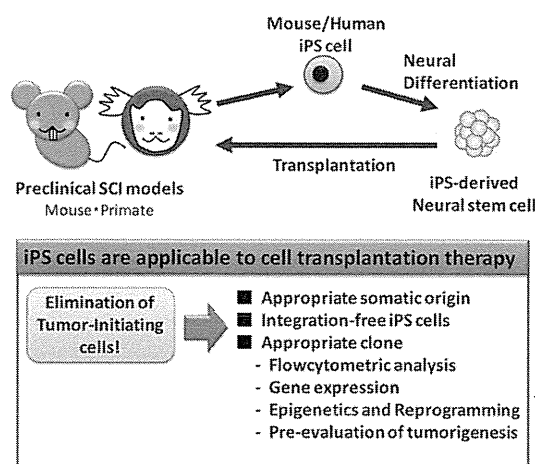 Mouse/Human
iPS cell
Neural
Differentiation
Transplantation
Preclinical SCI models
Mouse・Primate
iPS-derived
Neural stem cell
iPS cells are applicable to cell transplantation therapy
Elimination of
Tumor-Initiating
cells!
■ Appropriate somatic origin
■ Integration-free iPS cells
■ Appropriate clone
- Flowcytometric analysis
- Gene expression
- Epigenetics and Reprogramming
- Pre-evaluation of tumorigenesis